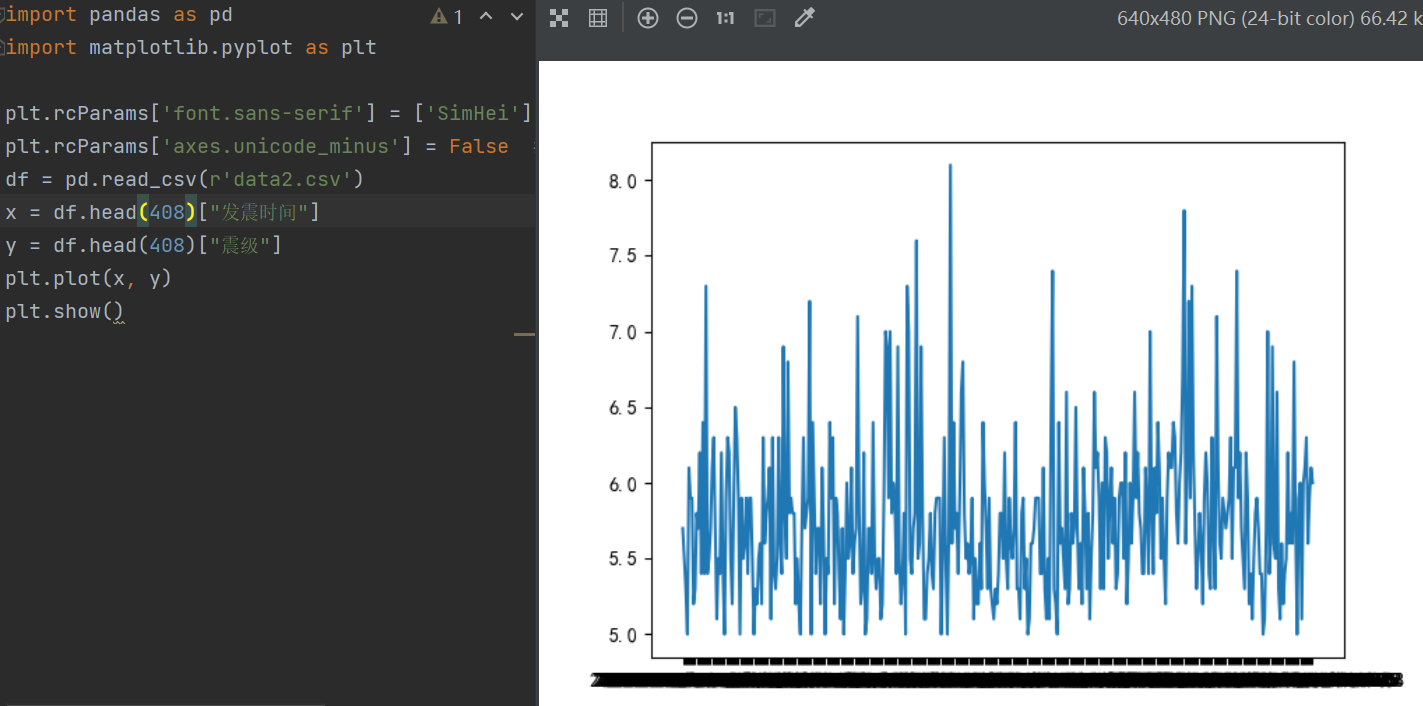 import pandas as pd
1
import matplotlib.pyplot as plt
plt.rcParams['font.sans-serif'] = ['SimHei']
plt.rcParams['axes.unicode_minus'] = False
df = pd.read_csv(r'data2.csv')
x = df.head(408)["发震时间"]
y = df.head(408)["震级"]
plt.plot(x, y)
plt.show()
1:1
640x480 PNG (24-bit color) 66.42 k
8.0
7.5
7.0
6.5
6.0
5.5
5.0